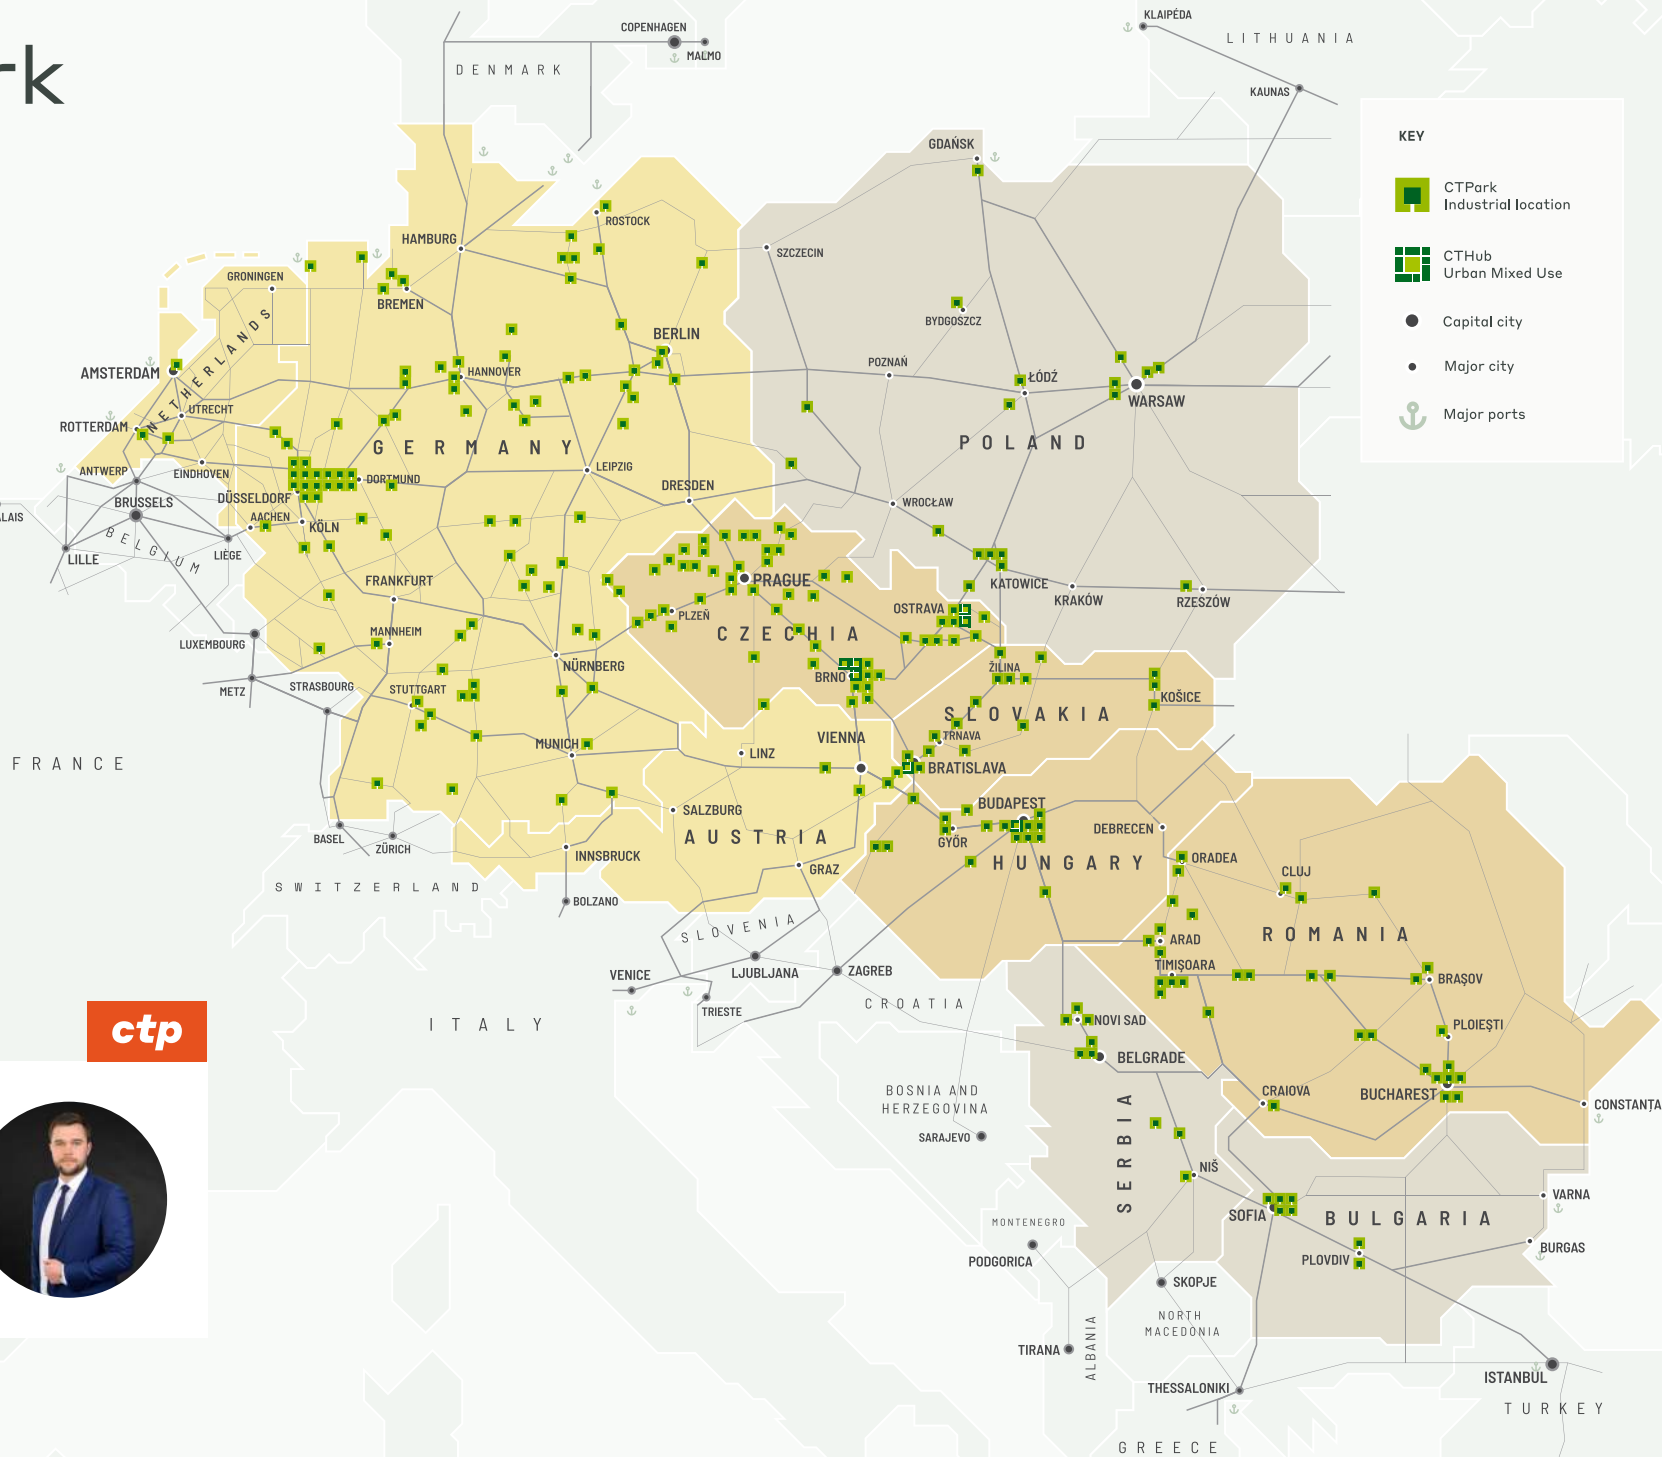 rk
COPENHAGEN
MALMO
DENMARK
KLAIPÉDA
LITHUANIA
KAUNAS
KEY
CTPark
Industrial location
CTHub
Urban Mixed Use
Capital city
Major city
Major ports
GDAŃSK
ROSTOCK
HAMBURG
SZCZECIN
GRONINGEN
BREMEN
BYDGOSZCZ
BERLIN
NETHERLANDS
AMSTERDAM
HANNOVER
POZNAŃ
ŁÓDŹ
WARSAW
UTRECHT
ROTTERDAM
GERMANY
POLAND
ANTWERP
EINDHOVEN
DORTMUND
LEIPZIG
DRESDEN
DÜSSELDORF
BRUSSELS
WROCŁAW
ALAIS
AACHEN
KÖLN
BELGIUM
LIÈGE
LILLE
FRANKFURT
PRAGUE
KATOWICE
KRAKÓW
RZESZÓW
OSTRAVA
PLZEŇ
CZECHIA
MANNHEIM
LUXEMBOURG
NÜRNBERG
ŽILINA
BRNO
METZ
STRASBOURG
STUTTGART
KOŠICE
SLOVAKIA
TRNAVA
VIENNA
MUNICH
LINZ
FRANCE
BRATISLAVA
BUDAPEST
SALZBURG
AUSTRIA
DEBRECEN
GYŐR
BASEL
ZÜRICH
INNSBRUCK
HUNGARY
ORADEA
GRAZ
CLUJ
SWITZERLAND
BOLZANO
SLOVENIA
ROMANIA
ARAD
TIMIȘOARA
VENICE
LJUBLJANA
ZAGREB
BRAȘOV
CROATIA
TRIESTE
NOVI SAD
PLOIEȘTI
ITALY
ctp
BELGRADE
BOSNIA AND
HERZEGOVINA
CRAIOVA
BUCHAREST
CONSTANȚA
SARAJEVO
SERBIA
NIŠ
VARNA
SOFIA
BULGARIA
MONTENEGRO
PODGORICA
PLOVDIV
BURGAS
SKOPJE
NORTH
MACEDONIA
TIRANA
ALBANIA
ISTANBUL
THESSALONIKI
TURKEY
GREECE